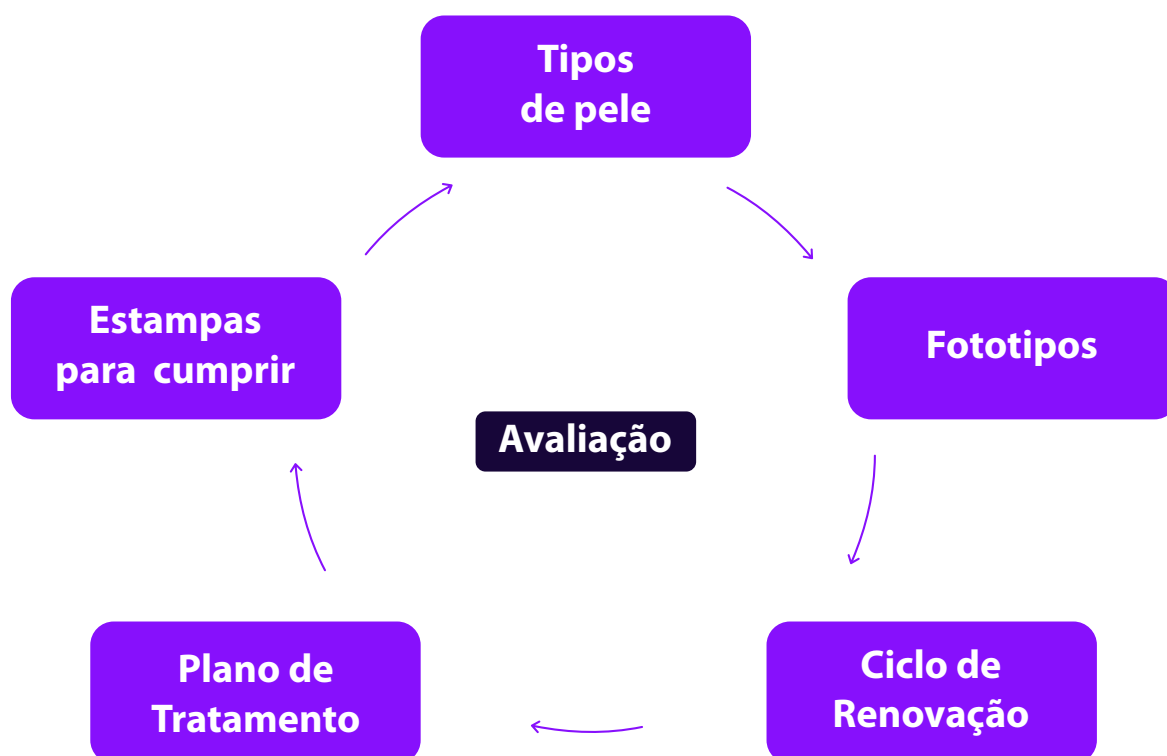 Tipos
de pele
Estampas
para cumprir
Fototipos
Avaliação
Plano de
Tratamento
Ciclo de
Renovação